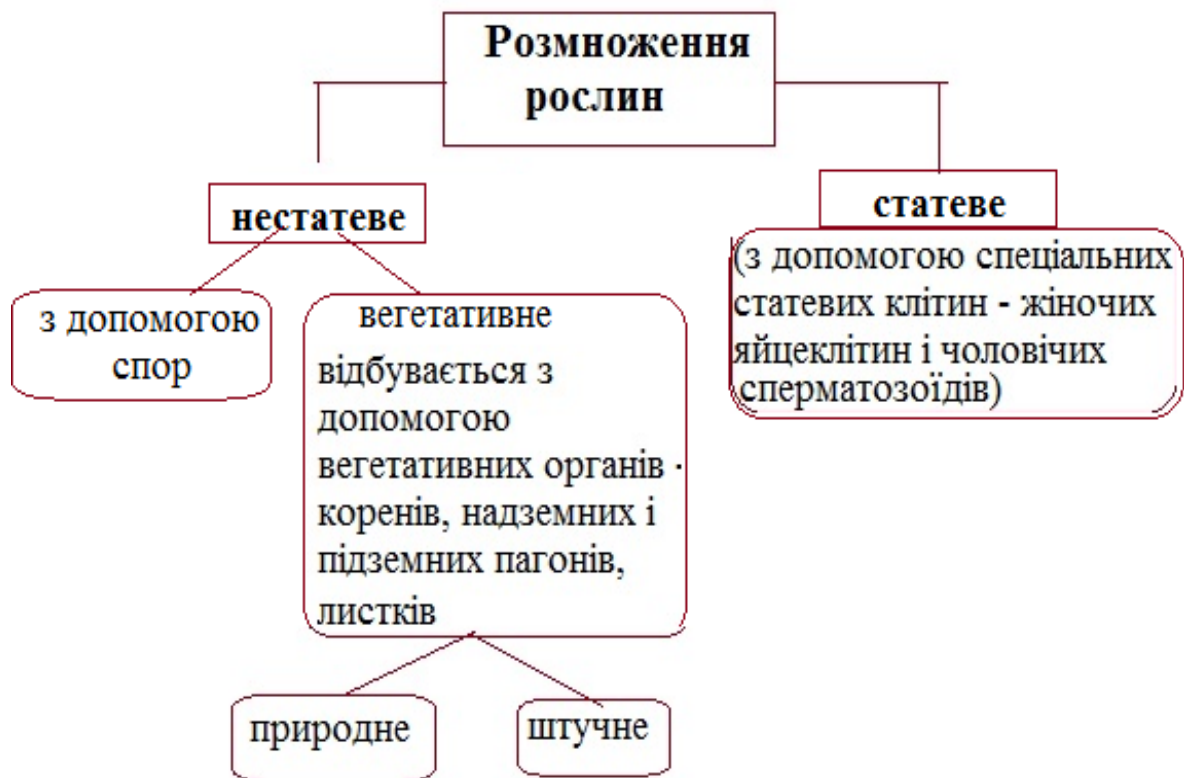 Розмноження
рослин
нестатеве
статеве
з допомогою
спор
вегетативне
відбувається з
допомогою
вегетативних органів -
коренів, надземних і
підземних пагонів,
листків
(з допомогою спеціальних
статевих клітин - жіночих
яйцеклітин і чоловічих
сперматозоїдів)
природне
штучне